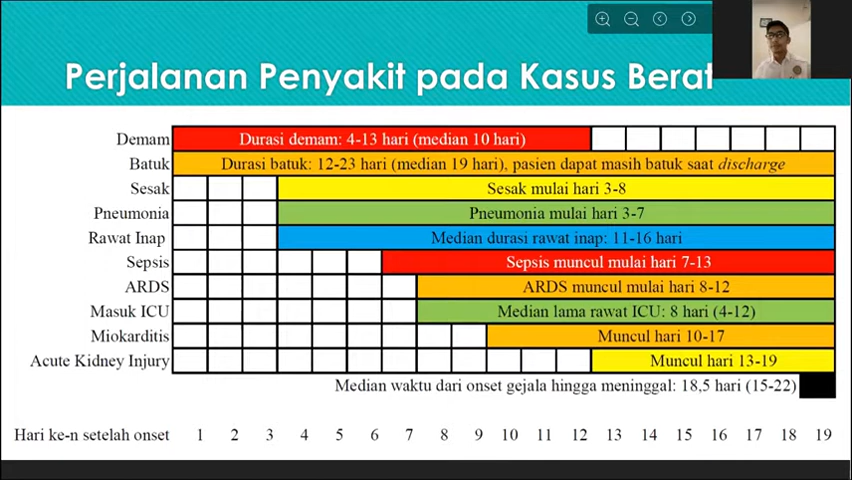 Perjalanan Penyakit pada Kasus Berat
Demam Durasi demam: 4-13 hari (median 10 hari)
Batuk Durasi batuk: 12-23 hari (median 19 hari), pasien dapat masih batuk saat discharge
Sesak Sesak mulai hari 3-8
Pneumonia Pneumonia mulai hari 3-7
Rawat Inap Median durasi rawat inap: 11-16 hari
Sepsis Sepsis muncul mulai hari 7-13
ARDS ARDS muncul mulai hari 8-12
Masuk ICU Median lama rawat ICU: 8 hari (4-12)
Miokarditis Muncul hari 10-17
Acute Kidney Injury Muncul hari 13-19
Median waktu dari onset gejala hingga meninggal: 18,5 hari (15-22)
Hari ke-n setelah onset 1 2 3 4 5 6 7 8 9 10 11 12 13 14 15 16 17 18 19